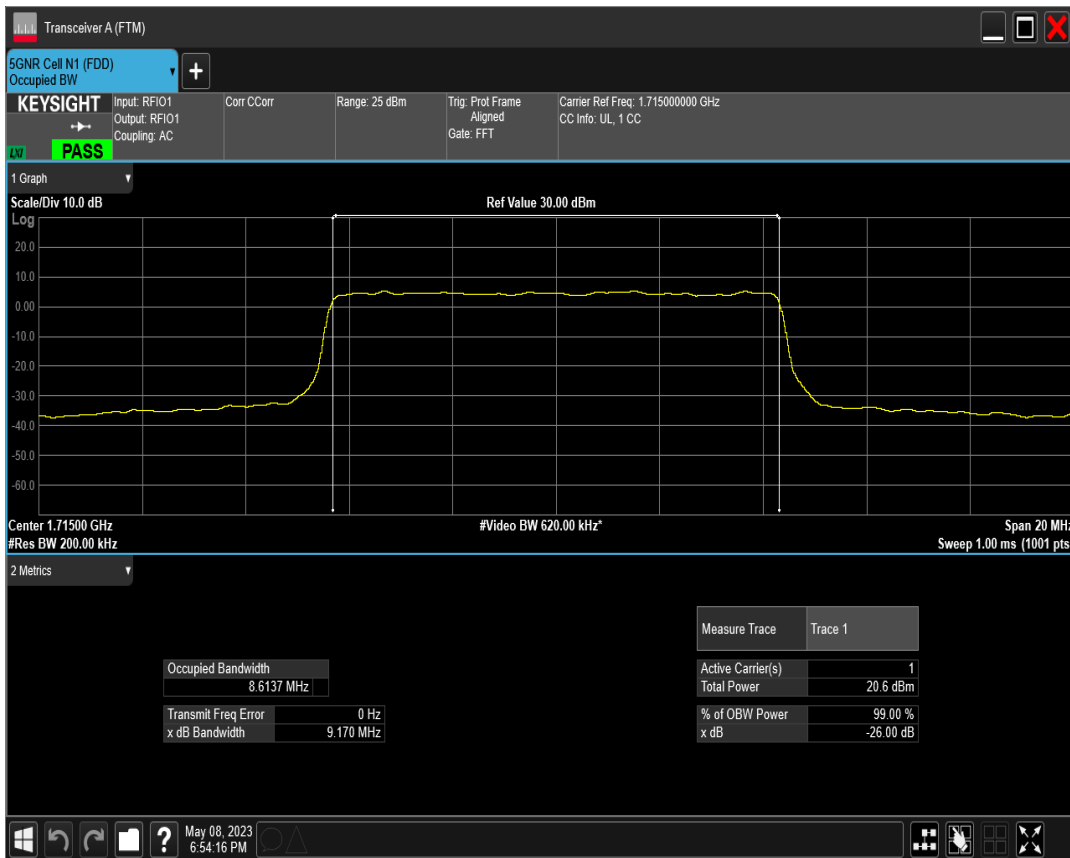 Transceiver A (FTM)
5GNR Cell N1 (FDD)
Occupied BW
+
KEYSIGHT
LXI
PASS
Input: RFIO1
Output: RFIO1
Coupling: AC
Corr CCorr
Range: 25 dBm
Trig: Prot Frame
Aligned
Gate: FFT
Carrier Ref Freq: 1.715000000 GHz
CC Info: UL, 1 CC
1 Graph
Scale/Div 10.0 dB
Ref Value 30.00 dBm
Log
20.0
10.0
0.00
-10.0
-20.0
-30.0
-40.0
-50.0
-60.0
Center 1.71500 GHz
#Video BW 620.00 kHz*
Span 20 MHz
#Res BW 200.00 kHz
Sweep 1.00 ms (1001 pts
2 Metrics
Measure Trace Trace 1
Occupied Bandwidth
8.6137 MHz
Active Carrier(s) 1
Total Power 20.6 dBm
Transmit Freq Error 0 Hz
x dB Bandwidth 9.170 MHz
% of OBW Power 99.00 %
x dB -26.00 dB
?
May 08, 2023
6:54:16 PM